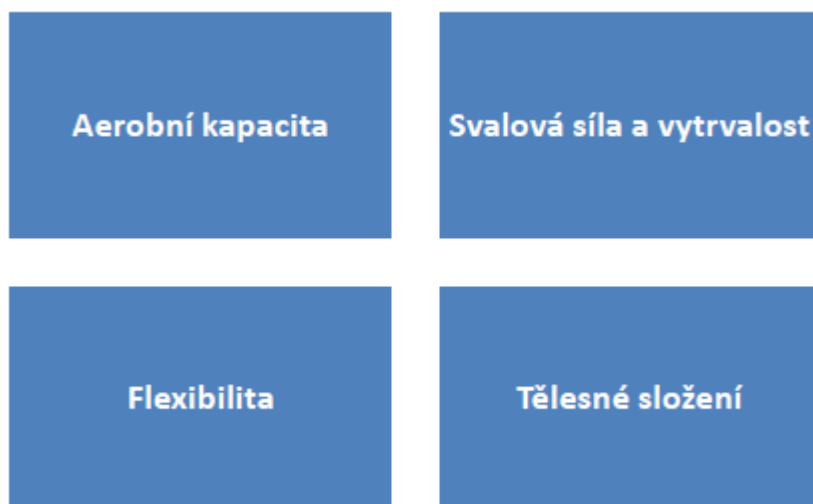 Aerobní kapacita
Svalová síla a vytrvalost
Flexibilita
Tělesné složení